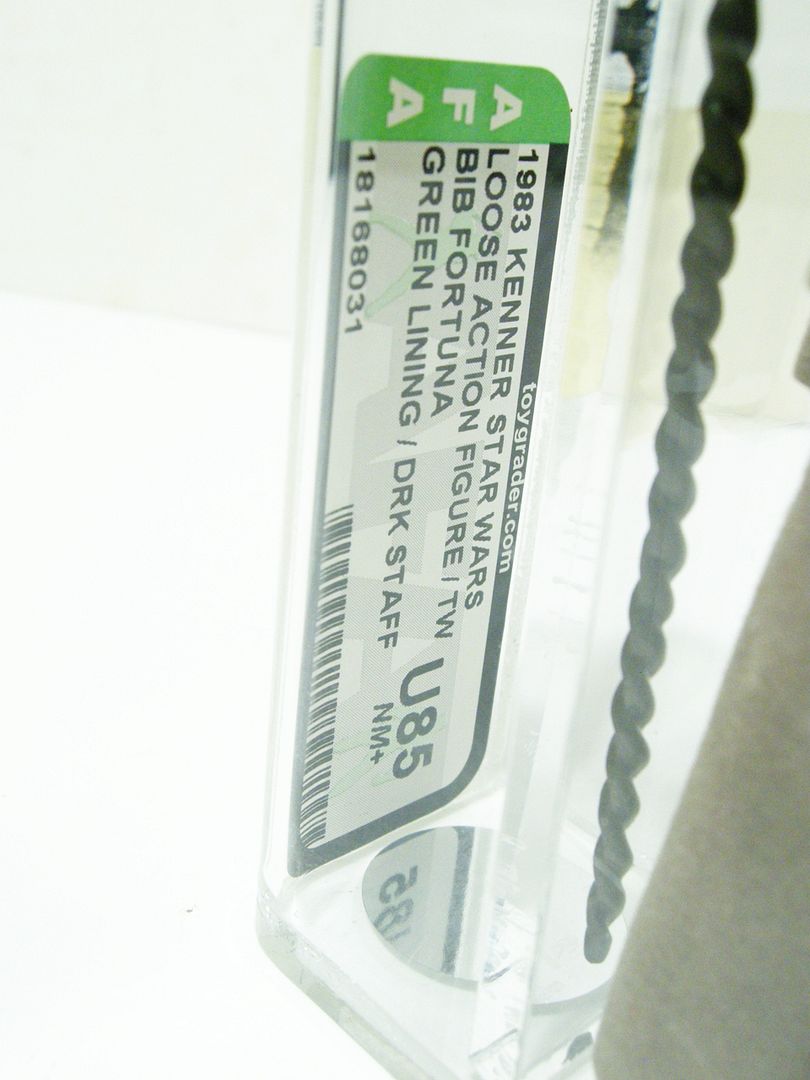 AFA
1983 KENNER STAR WARS
LOOSE ACTION FIGURE / TW
BIB FORTUNA
GREEN LINING / DRK STAFF
18168031
U85
NM+
toygrader.com